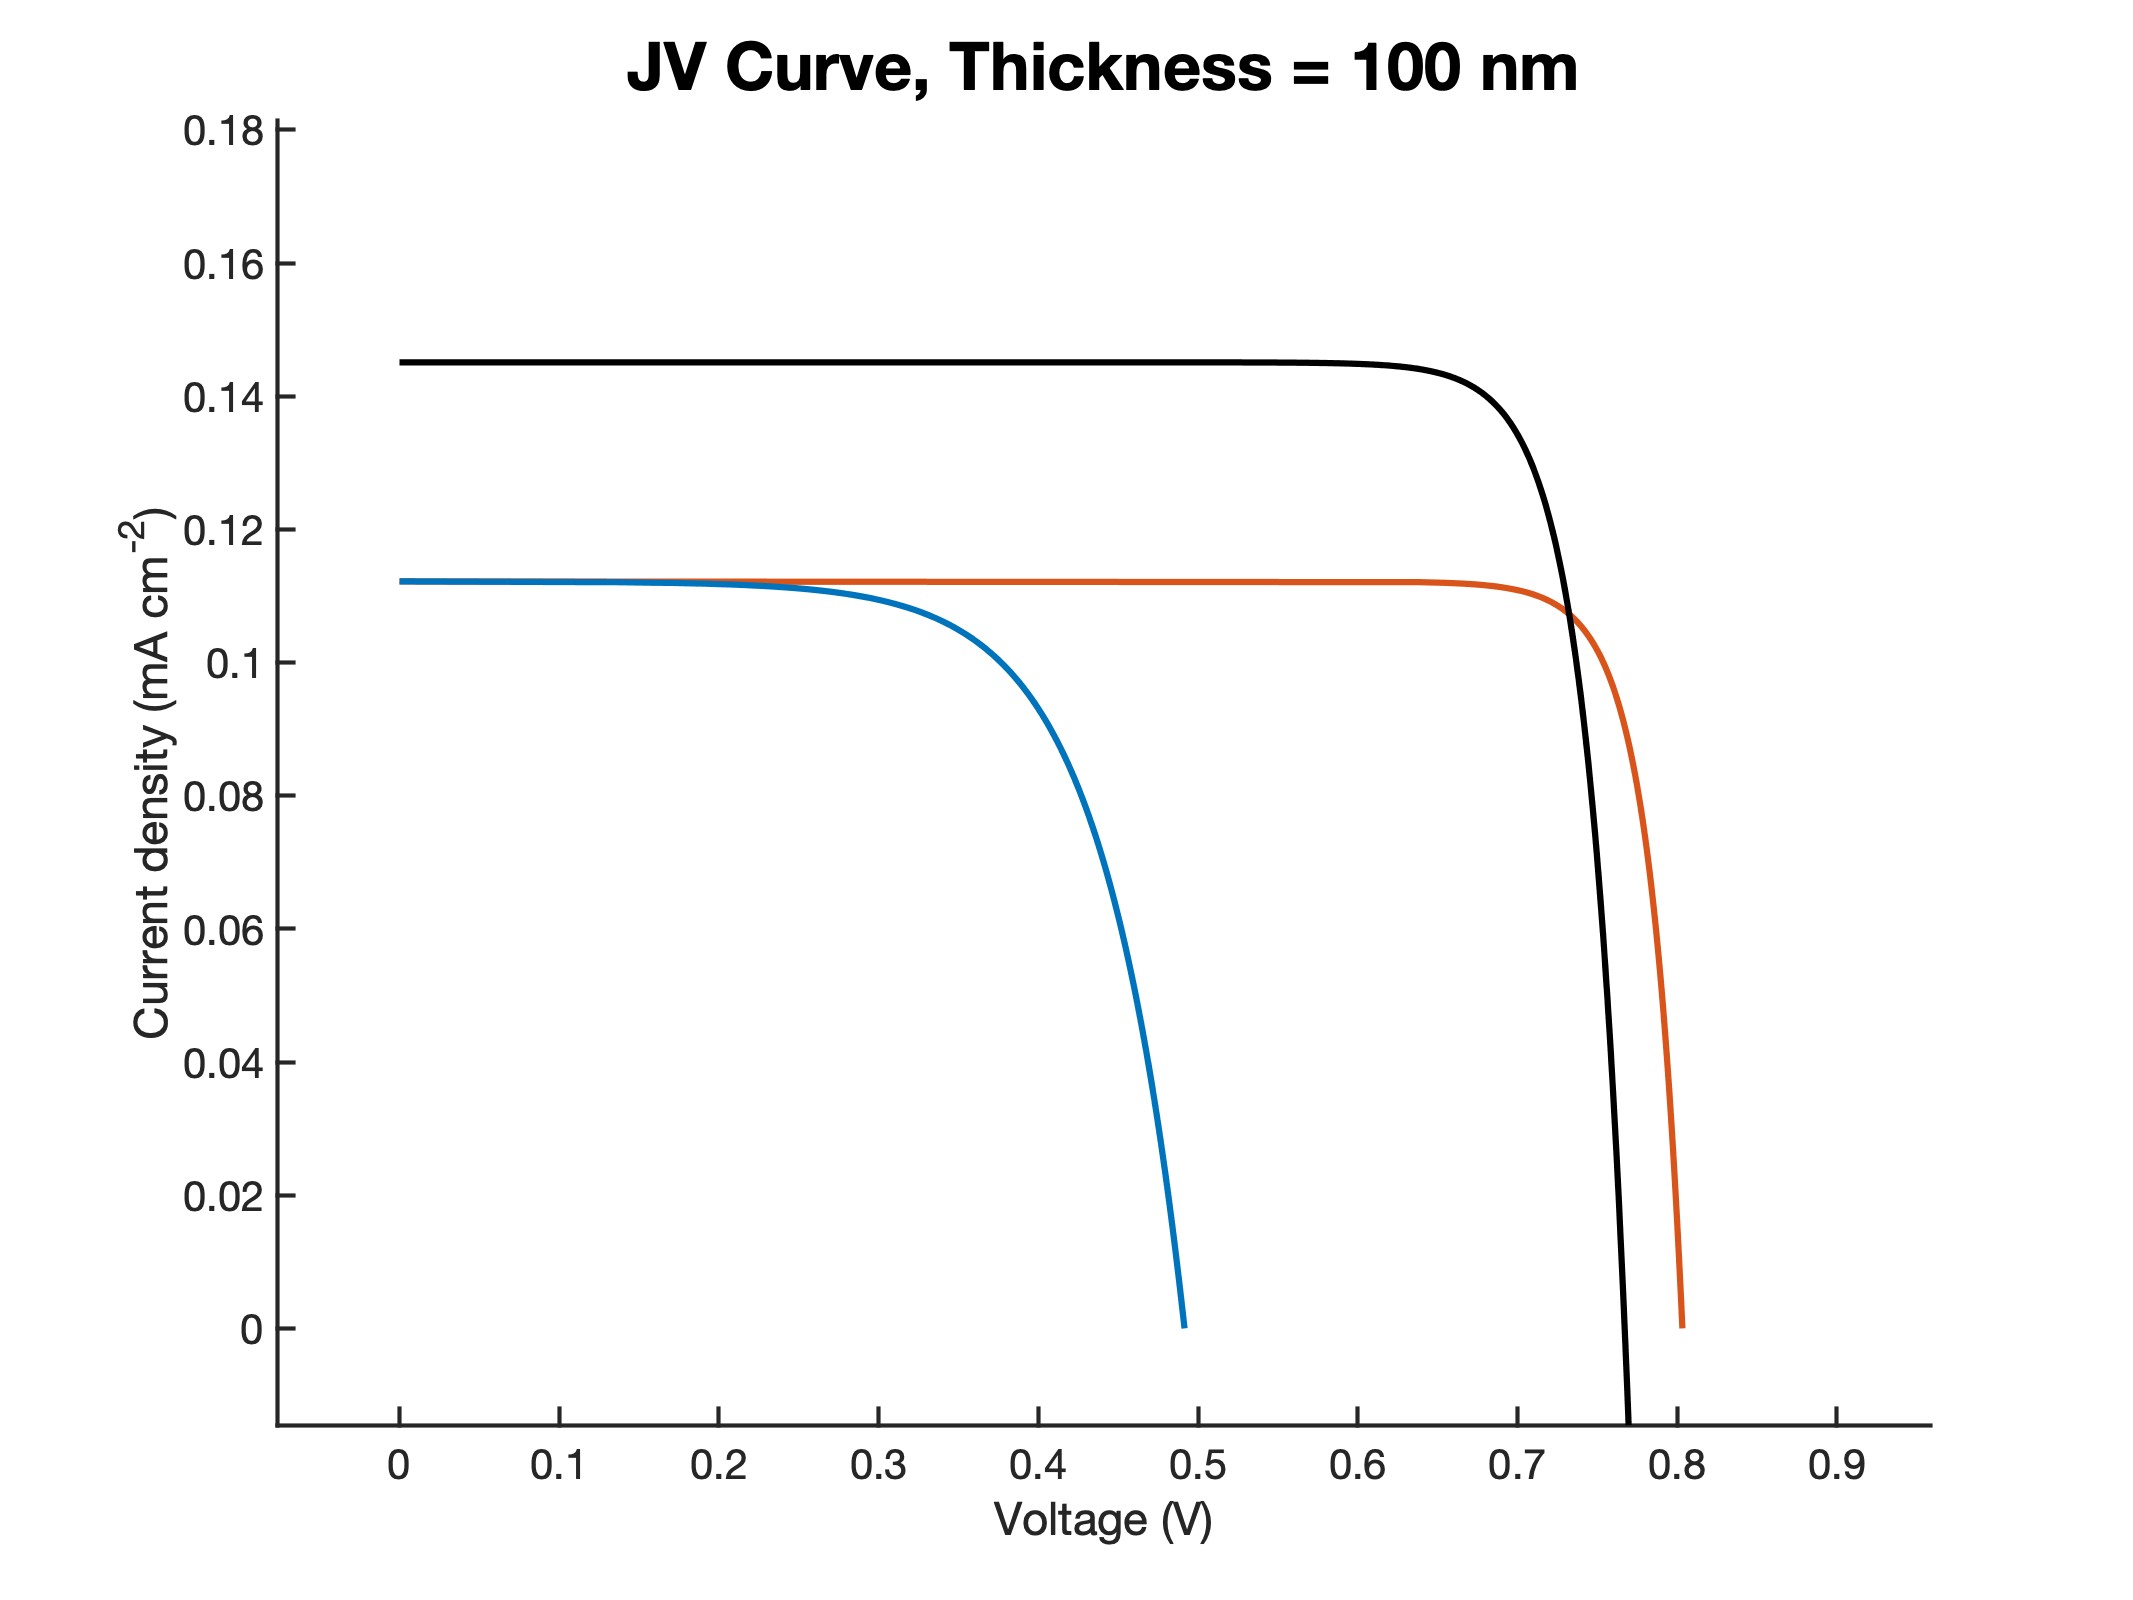 JV Curve, Thickness = 100 nm
Current density (mA cm⁻²)
0.18
0.16
0.14
0.12
0.1
0.08
0.06
0.04
0.02
0
0 0.1 0.2 0.3 0.4 0.5 0.6 0.7 0.8 0.9
Voltage (V)